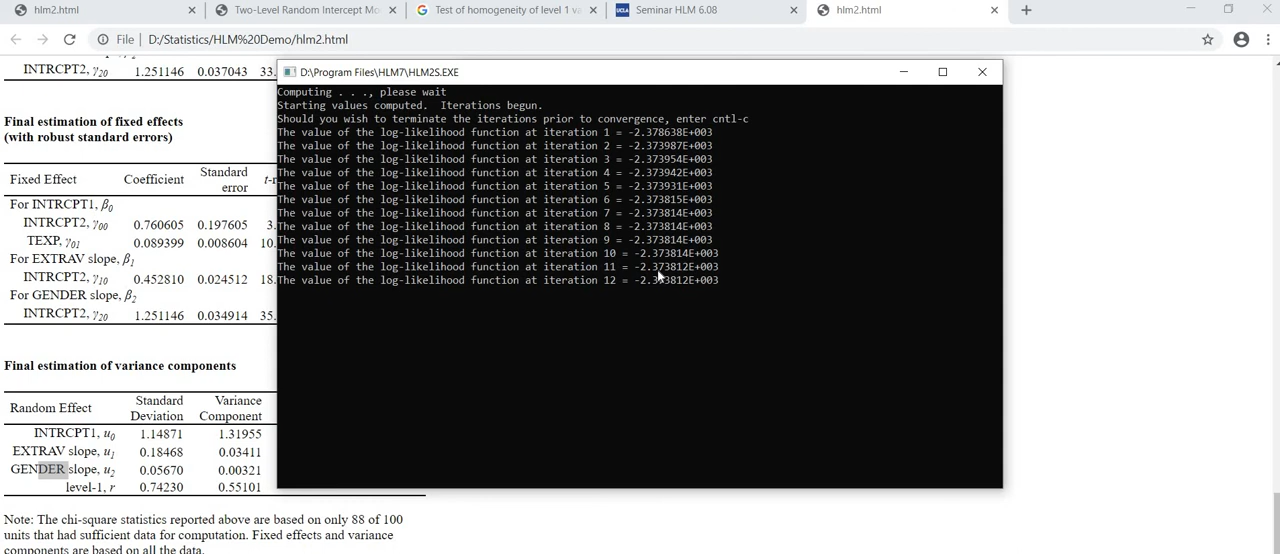 hlm2.html
Two-Level Random Intercept Mo
Test of homogeneity of level 1 va
Seminar HLM 6.08
hlm2.html
File | D:/Statistics/HLM%20Demo/hlm2.html
INTRCPT2, γ20 1.251146 0.037043 33.
Final estimation of fixed effects
(with robust standard errors)
Fixed Effect Coefficient Standard error t-r
For INTRCPT1, β0
INTRCPT2, γ00 0.760605 0.197605 3.
TEXP, γ01 0.089399 0.008604 10.
For EXTRAV slope, β1
INTRCPT2, γ10 0.452810 0.024512 18.
For GENDER slope, β2
INTRCPT2, γ20 1.251146 0.034914 35.
Final estimation of variance components
Random Effect Standard Deviation Variance Component
INTRCPT1, u0 1.14871 1.31955
EXTRAV slope, u1 0.18468 0.03411
GENDER slope, u2 0.05670 0.00321
level-1, r 0.74230 0.55101
Note: The chi-square statistics reported above are based on only 88 of 100
units that had sufficient data for computation. Fixed effects and variance
components are based on all the data.
D:\Program Files\HLM7\HLM2S.EXE
Computing . . ., please wait
Starting values computed. Iterations begun.
Should you wish to terminate the iterations prior to convergence, enter cntl-c
The value of the log-likelihood function at iteration 1 = -2.378638E+003
The value of the log-likelihood function at iteration 2 = -2.373987E+003
The value of the log-likelihood function at iteration 3 = -2.373954E+003
The value of the log-likelihood function at iteration 4 = -2.373942E+003
The value of the log-likelihood function at iteration 5 = -2.373931E+003
The value of the log-likelihood function at iteration 6 = -2.373815E+003
The value of the log-likelihood function at iteration 7 = -2.373814E+003
The value of the log-likelihood function at iteration 8 = -2.373814E+003
The value of the log-likelihood function at iteration 9 = -2.373814E+003
The value of the log-likelihood function at iteration 10 = -2.373814E+003
The value of the log-likelihood function at iteration 11 = -2.373812E+003
The value of the log-likelihood function at iteration 12 = -2.373812E+003